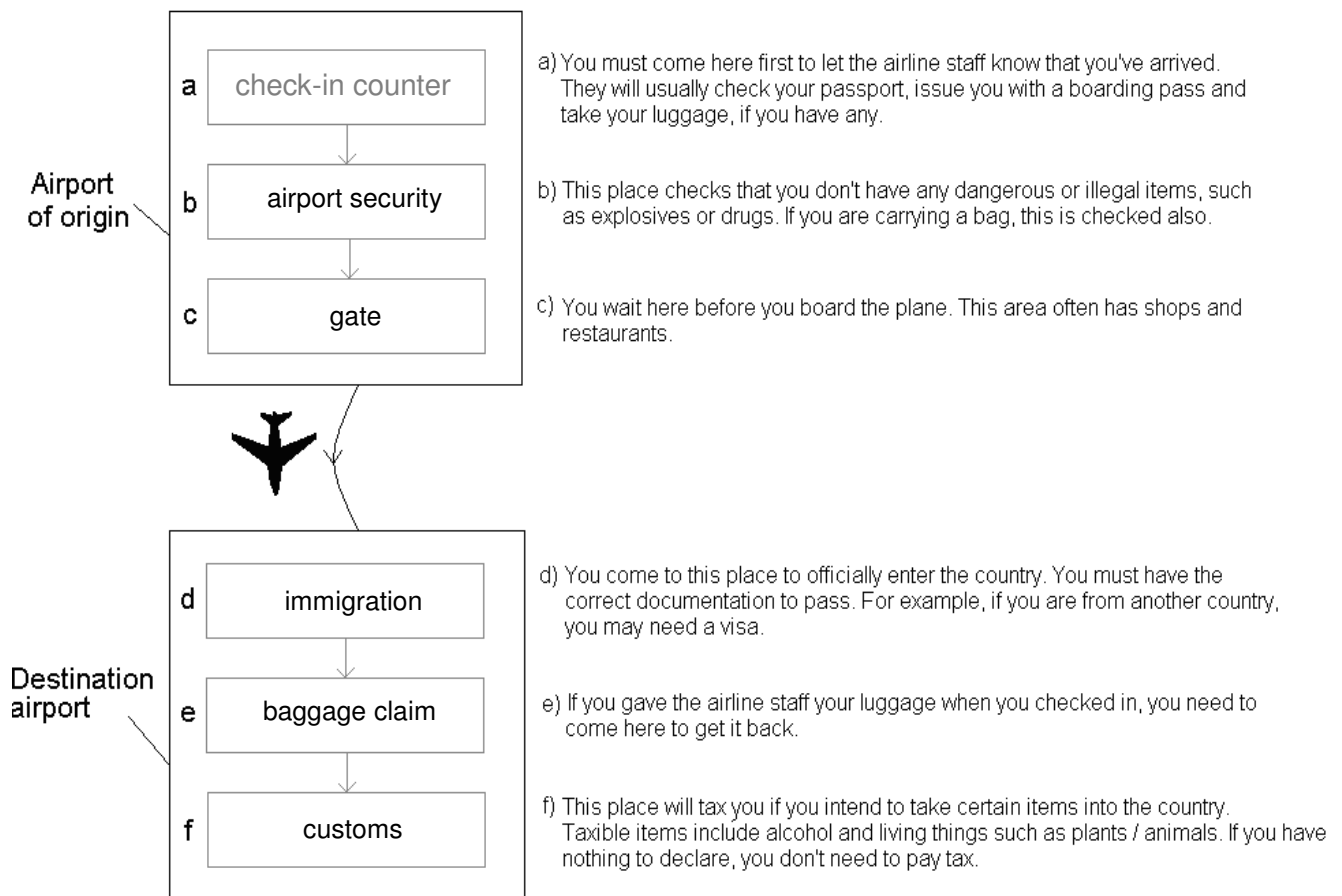 a
check-in counter
a) You must come here first to let the airline staff know that you've arrived.
They will usually check your passport, issue you with a boarding pass and
take your luggage, if you have any.
Airport
of origin
b
airport security
b) This place checks that you don't have any dangerous or illegal items, such
as explosives or drugs. If you are carrying a bag, this is checked also.
c
gate
c) You wait here before you board the plane. This area often has shops and
restaurants.
d
immigration
d) You come to this place to officially enter the country. You must have the
correct documentation to pass. For example, if you are from another country,
you may need a visa.
Destination
airport
e
baggage claim
e) If you gave the airline staff your luggage when you checked in, you need to
come here to get it back.
f
customs
f) This place will tax you if you intend to take certain items into the country.
Taxible items include alcohol and living things such as plants / animals. If you have
nothing to declare, you don't need to pay tax.